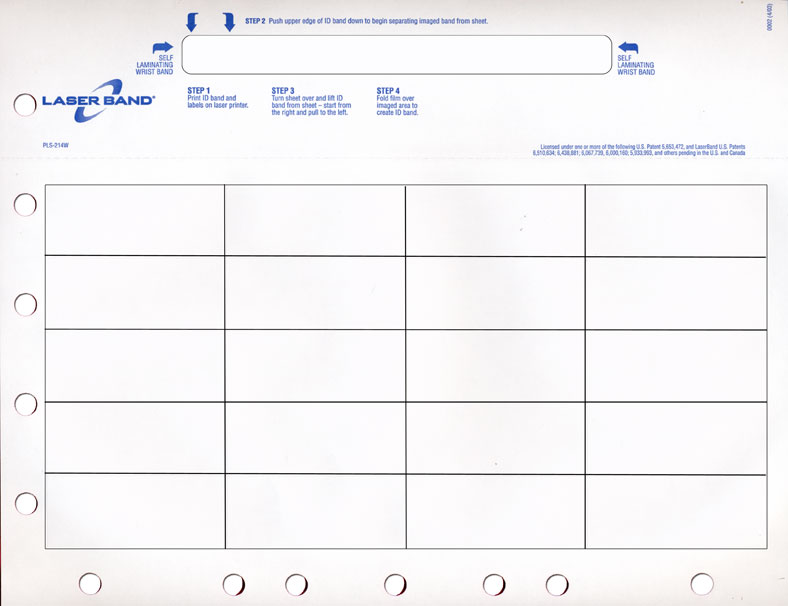 STEP 2 Push upper edge of ID band down to begin separating imaged band from sheet.
0902 (4/03)
SELF
LAMINATING
WRIST BAND
SELF
LAMINATING
WRIST BAND
LASER BAND®
STEP 1
Print ID band and
labels on laser printer.
STEP 3
Turn sheet over and lift ID
band from sheet – start from
the right and pull to the left.
STEP 4
Fold film over
imaged area to
create ID band.
PLS-214W
Licensed under one or more of the following U.S. Patent 5,653,472, and LaserBand U.S. Patents
6,510,634; 6,438,881; 6,067,739; 6,000,160; 5,933,993, and others pending in the U.S. and Canada